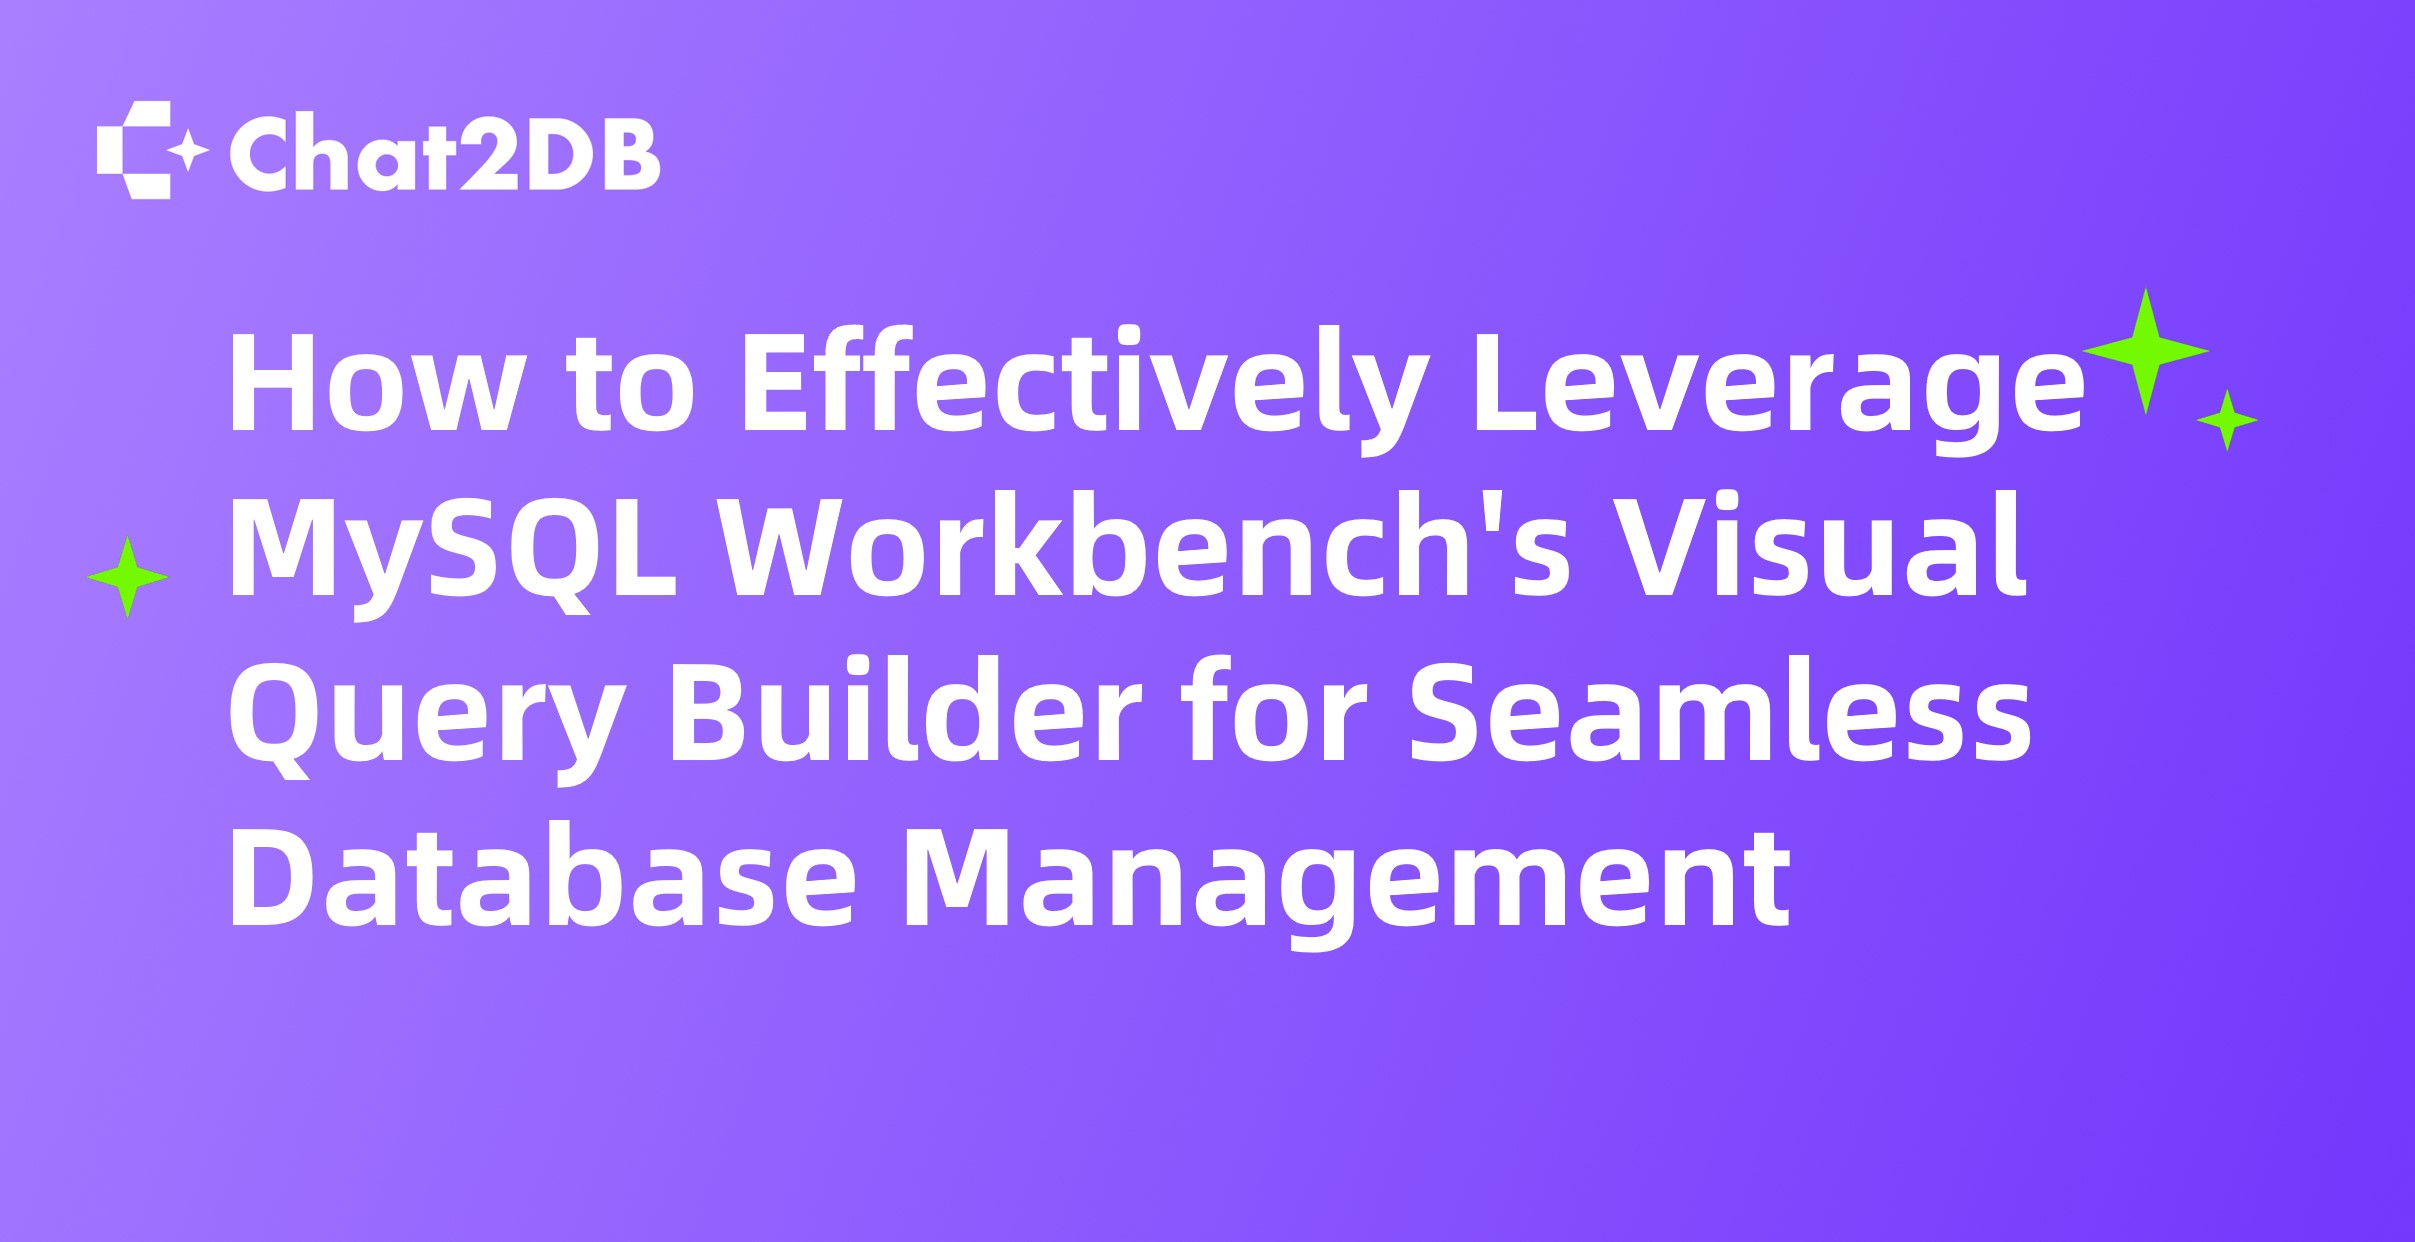 Chat2DB
How to Effectively Leverage
MySQL Workbench's Visual
Query Builder for Seamless
Database Management